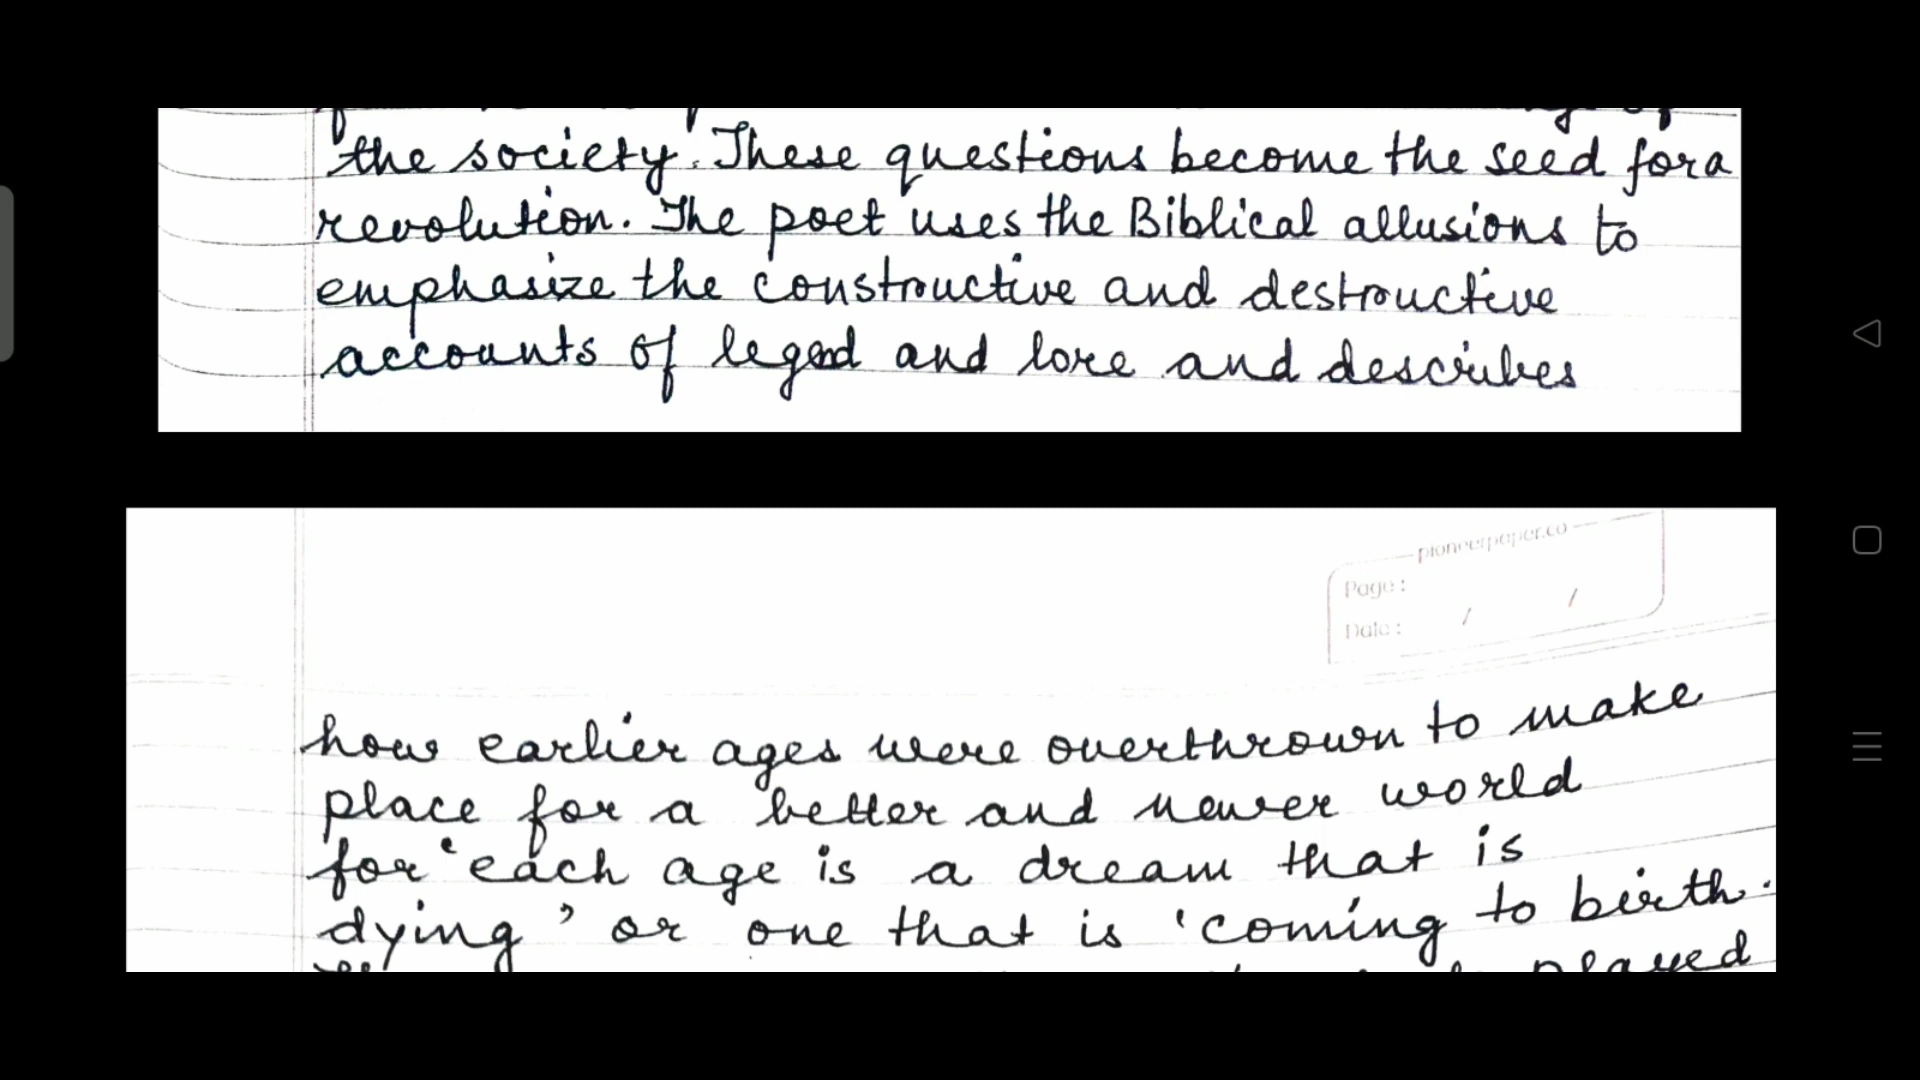 the society. These questions become the seed for a
revolution. The poet uses the Biblical allusions to
emphasize the constructive and destructive
accounts of legend and lore and describes
pioneerpaper.co
Page :
Date : / /
how earlier ages were overthrown to make
place for a better and newer world
for 'each age is a dream that is
dying' or one that is 'coming to birth.
played